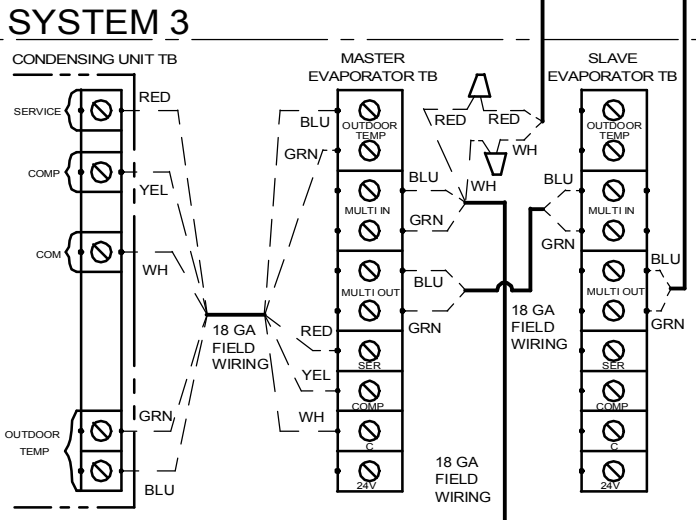 SYSTEM 3
CONDENSING UNIT TB
MASTER
EVAPORATOR TB
SLAVE
EVAPORATOR TB
SERVICE
RED
COMP
YEL
COM
WH
GRN
OUTDOOR
TEMP
BLU
18 GA
FIELD
WIRING
BLU
GRN
RED
YEL
WH
OUTDOOR
TEMP
MULTI IN
MULTI OUT
SER
COMP
C
24V
BLU
GRN
BLU
GRN
RED
RED
WH
WH
18 GA
FIELD
WIRING
18 GA
FIELD
WIRING
BLU
GRN
OUTDOOR
TEMP
MULTI IN
MULTI OUT
SER
COMP
C
24V
BLU
GRN